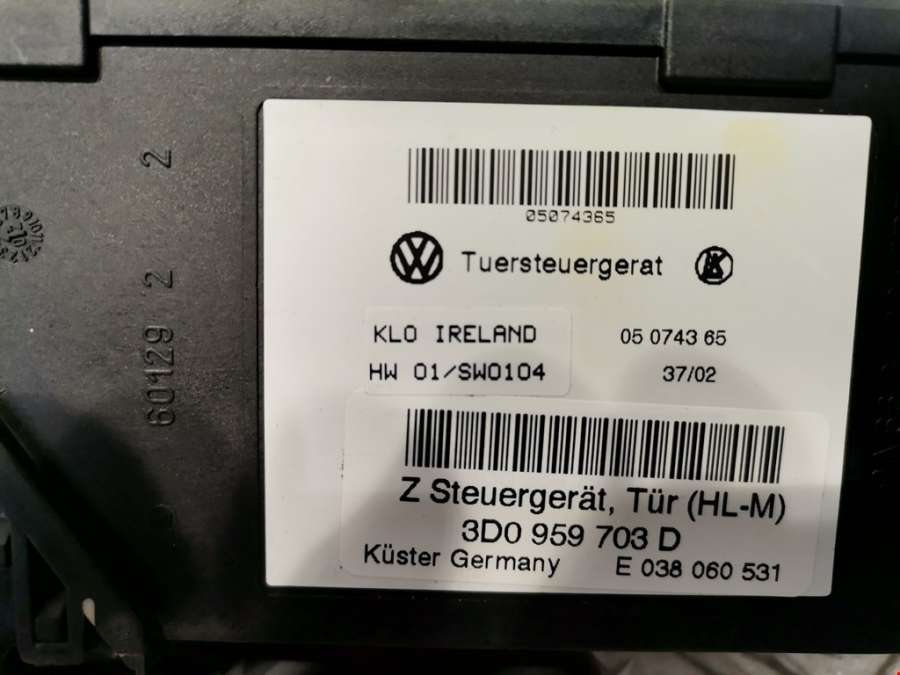 05074365
Tuersteuergerat
KLO IRELAND
05 0743 65
HW 01/SW0104
37/02
Z Steuergerät, Tür (HL-M)
3D0 959 703 D
Küster Germany
E 038 060 531
60129 2 2